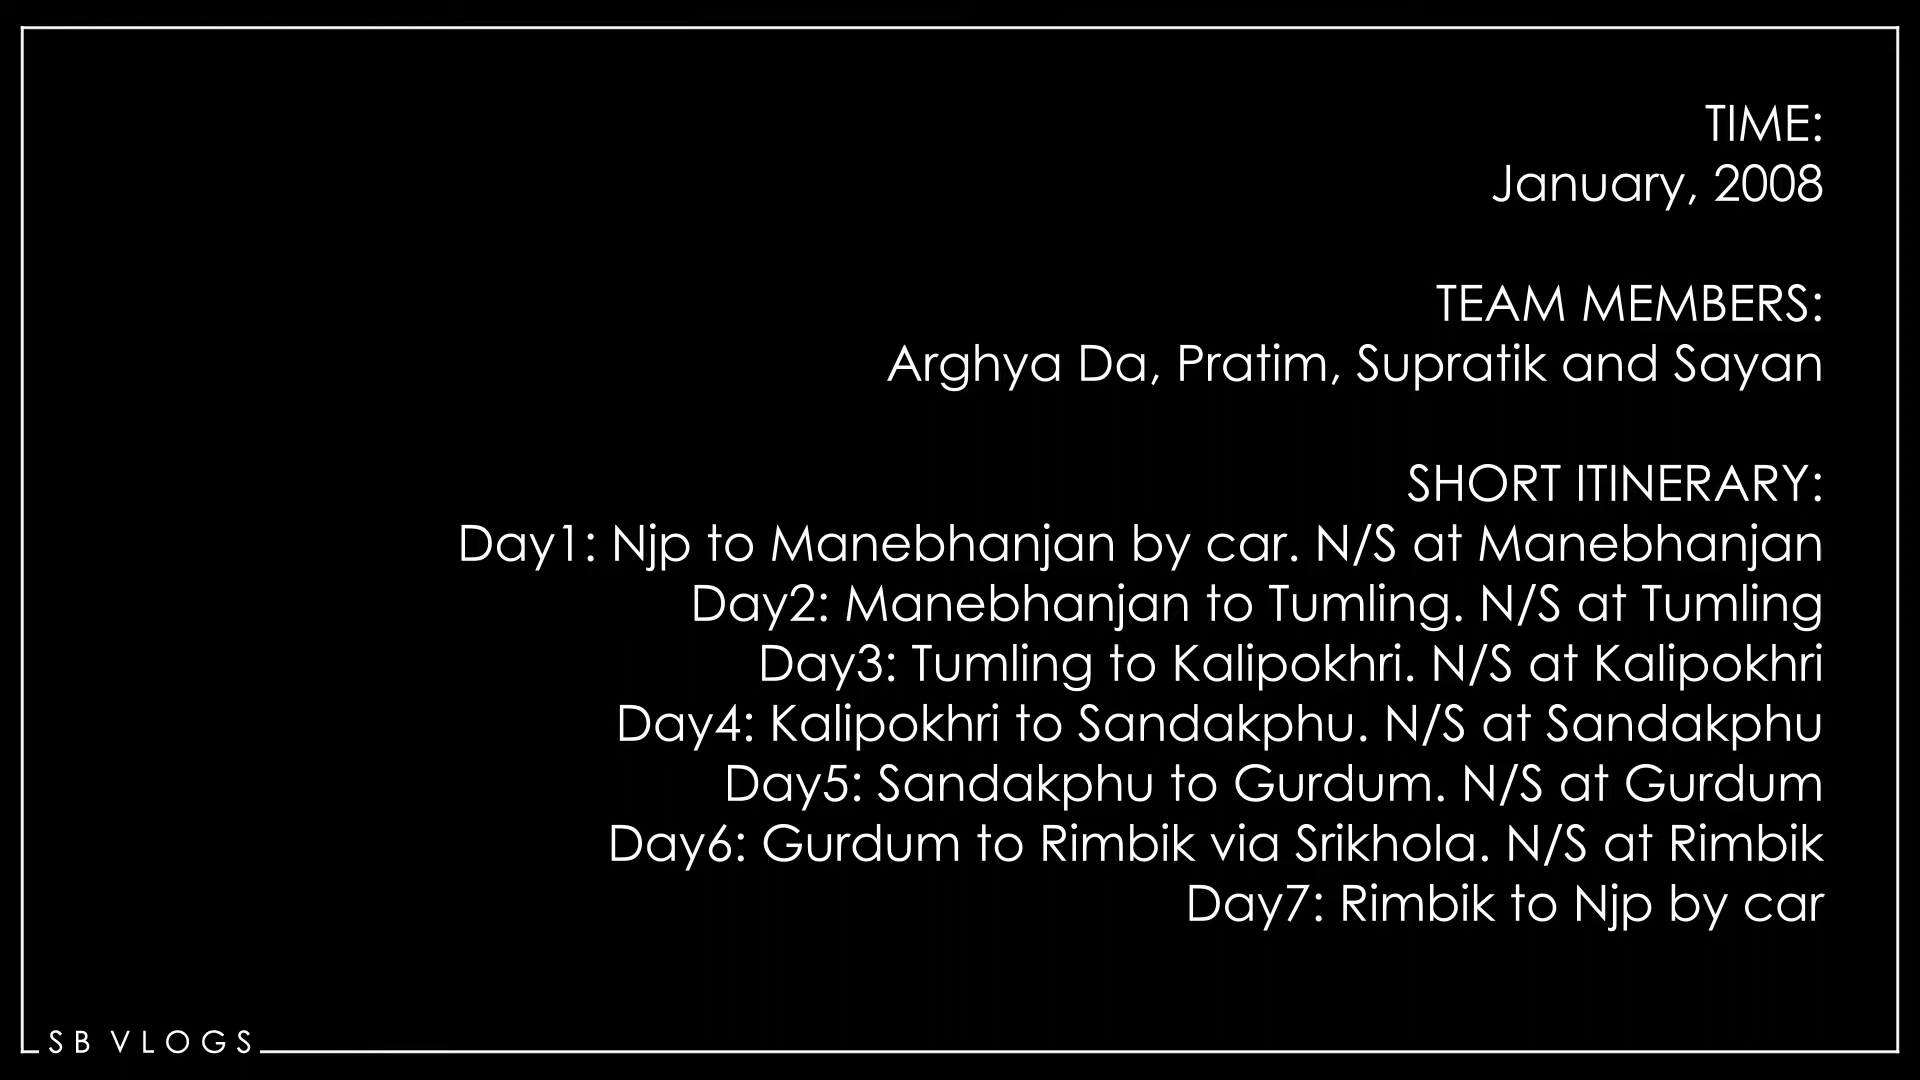 TIME:
January, 2008
TEAM MEMBERS:
Arghya Da, Pratim, Supratik and Sayan
SHORT ITINERARY:
Day1: Njp to Manebhanjan by car. N/S at Manebhanjan
Day2: Manebhanjan to Tumling. N/S at Tumling
Day3: Tumling to Kalipokhri. N/S at Kalipokhri
Day4: Kalipokhri to Sandakphu. N/S at Sandakphu
Day5: Sandakphu to Gurdum. N/S at Gurdum
Day6: Gurdum to Rimbik via Srikhola. N/S at Rimbik
Day7: Rimbik to Njp by car
SB VLOGS